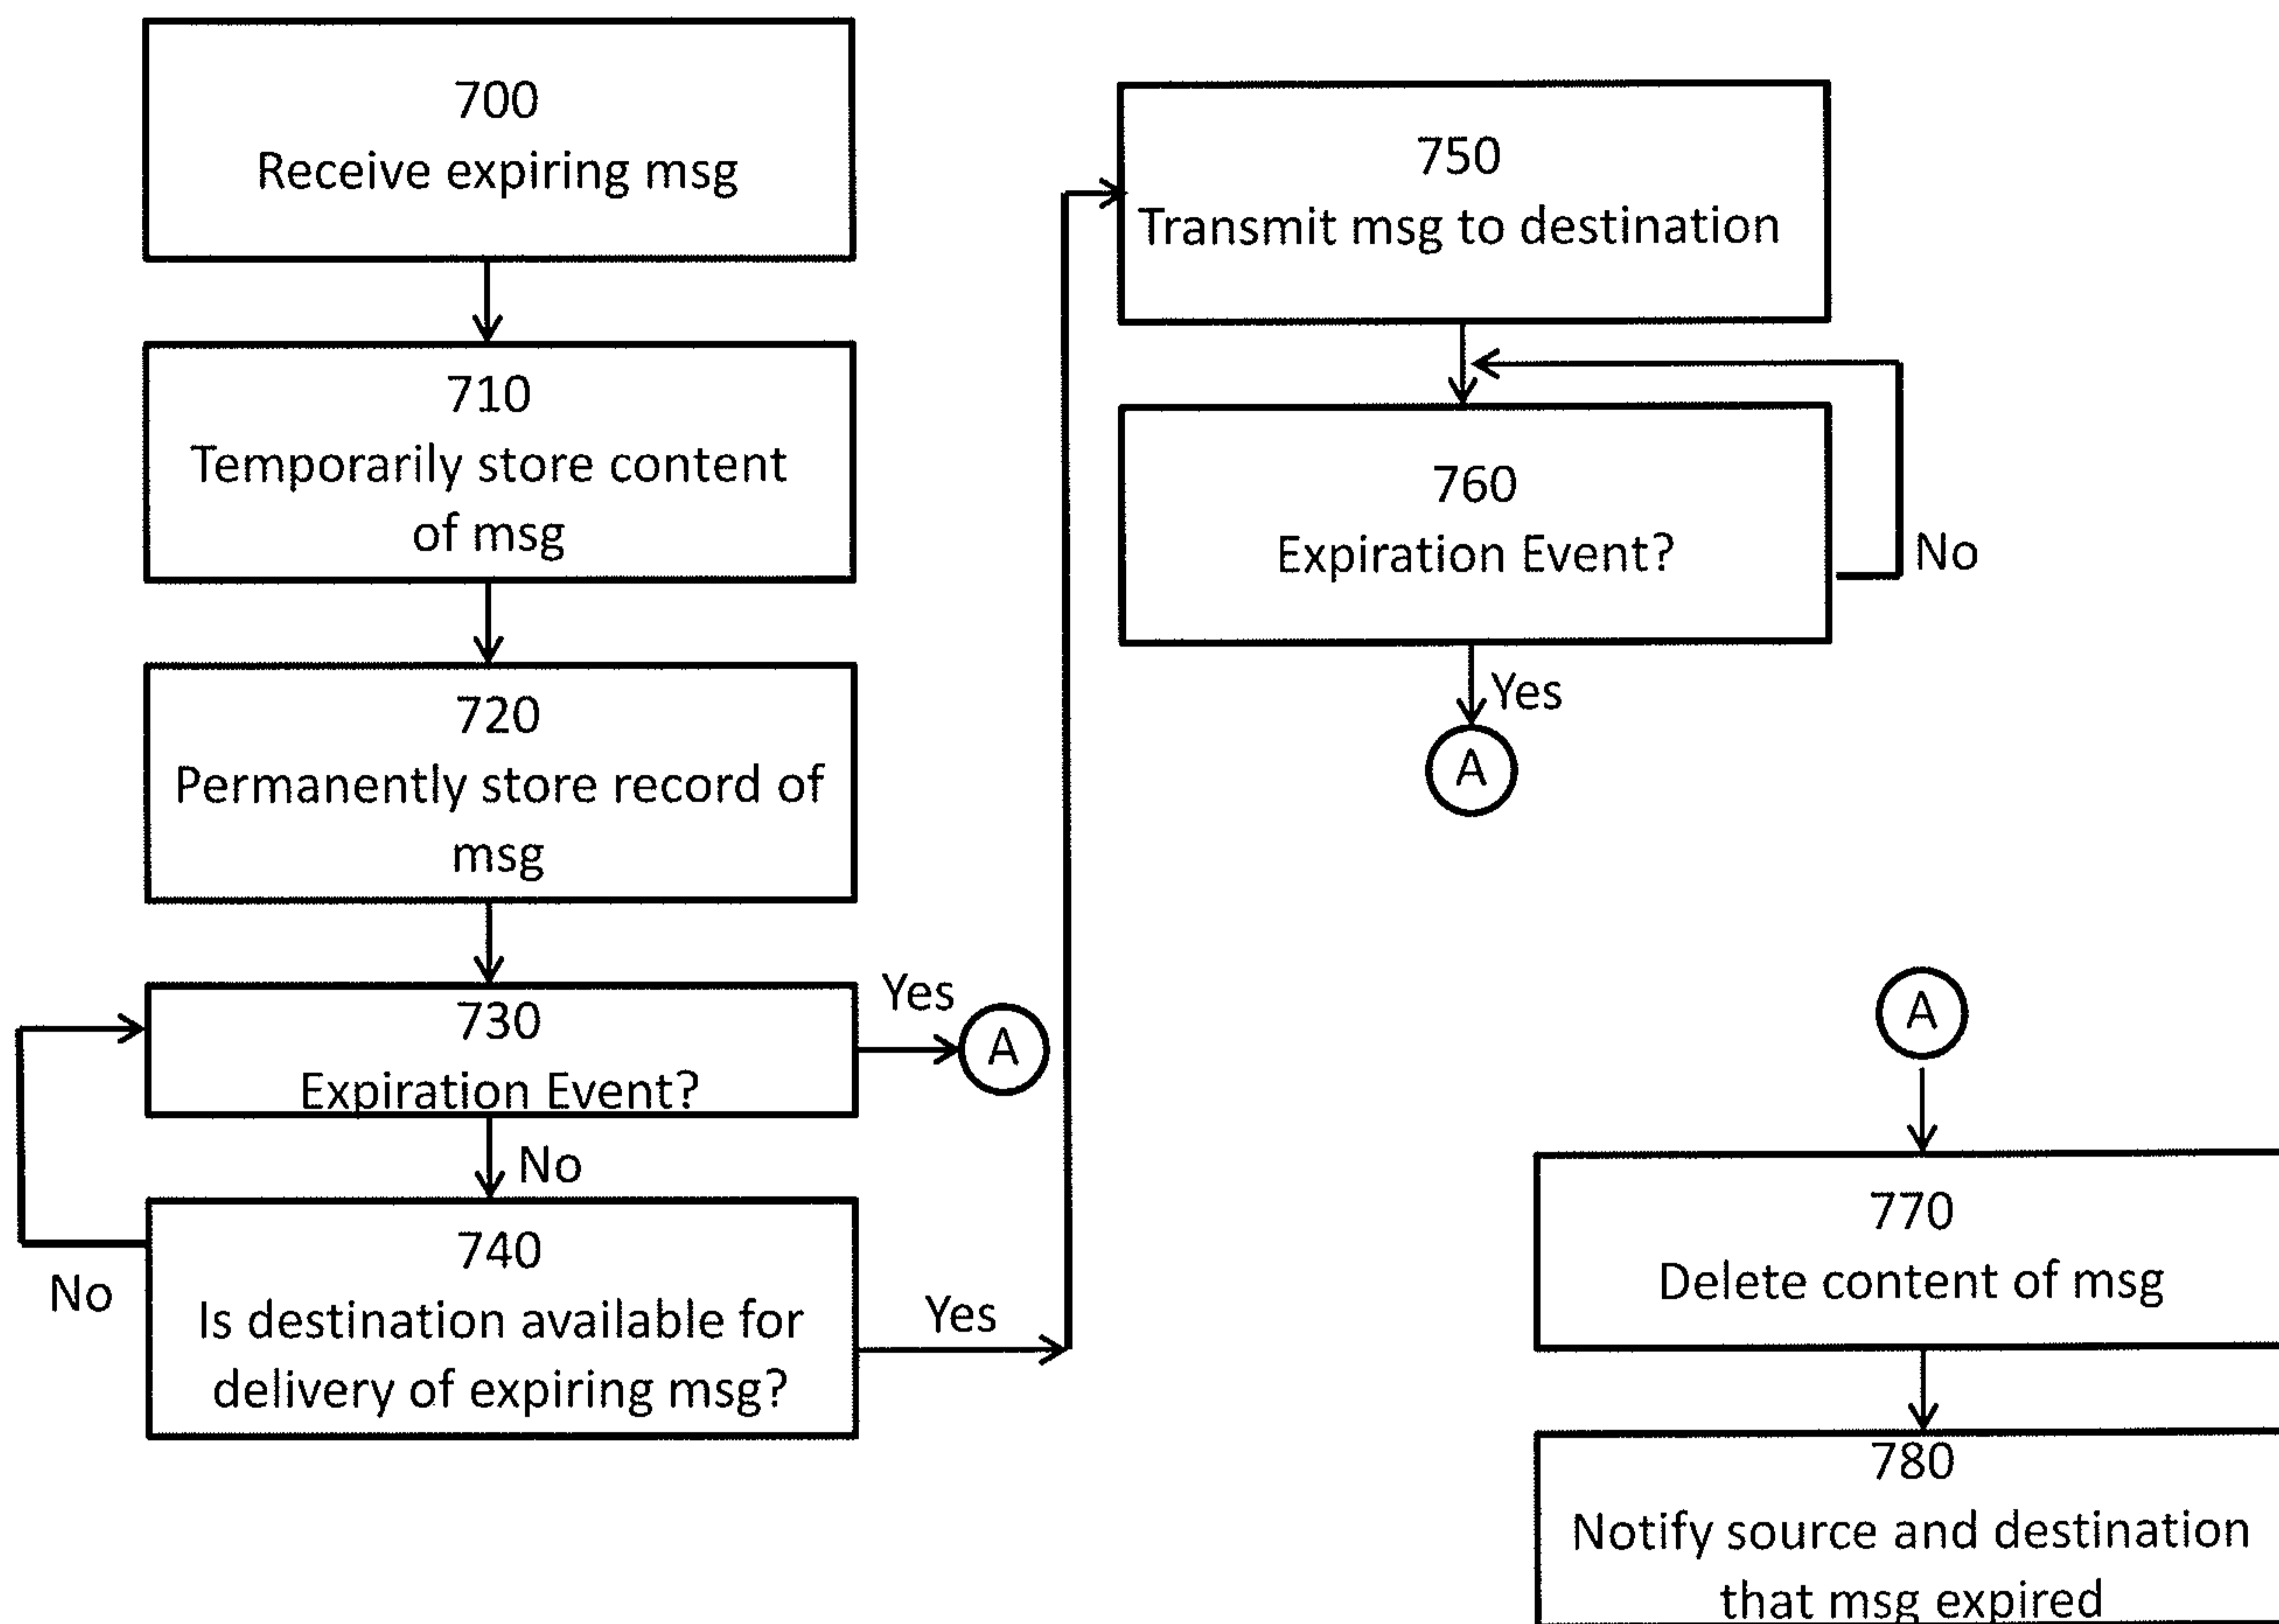 700
Receive expiring msg
710
Temporarily store content
of msg
720
Permanently store record of
msg
730
Expiration Event?
Yes
A
No
740
Is destination available for
delivery of expiring msg?
No
Yes
750
Transmit msg to destination
760
Expiration Event?
No
Yes
A
A
770
Delete content of msg
780
Notify source and destination
that msg expired